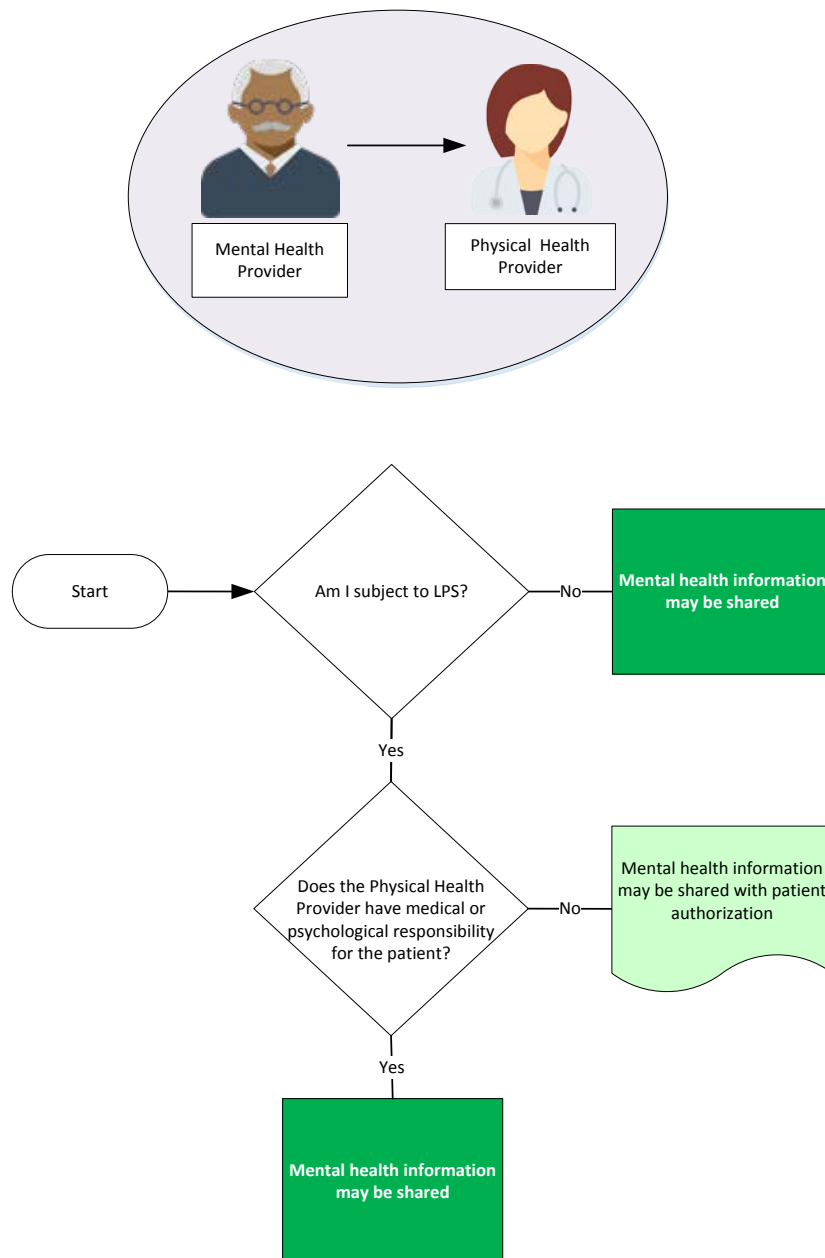 Mental Health
Provider
Physical Health
Provider
Start
Am I subject to LPS?
No
Mental health information
may be shared
Yes
Does the Physical Health
Provider have medical or
psychological responsibility
for the patient?
No
Mental health information
may be shared with patient
authorization
Yes
Mental health information
may be shared